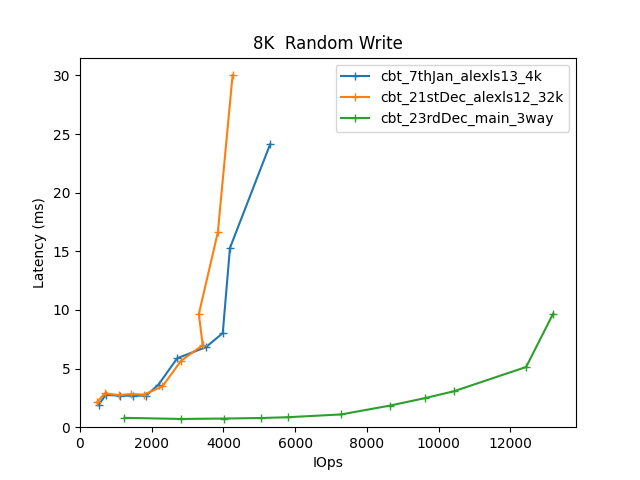 8K  Random Write
cbt_7thJan_alexls13_4k
cbt_21stDec_alexls12_32k
cbt_23rdDec_main_3way
Latency (ms)
30
25
20
15
10
5
0
0 2000 4000 6000 8000 10000 12000
IOps